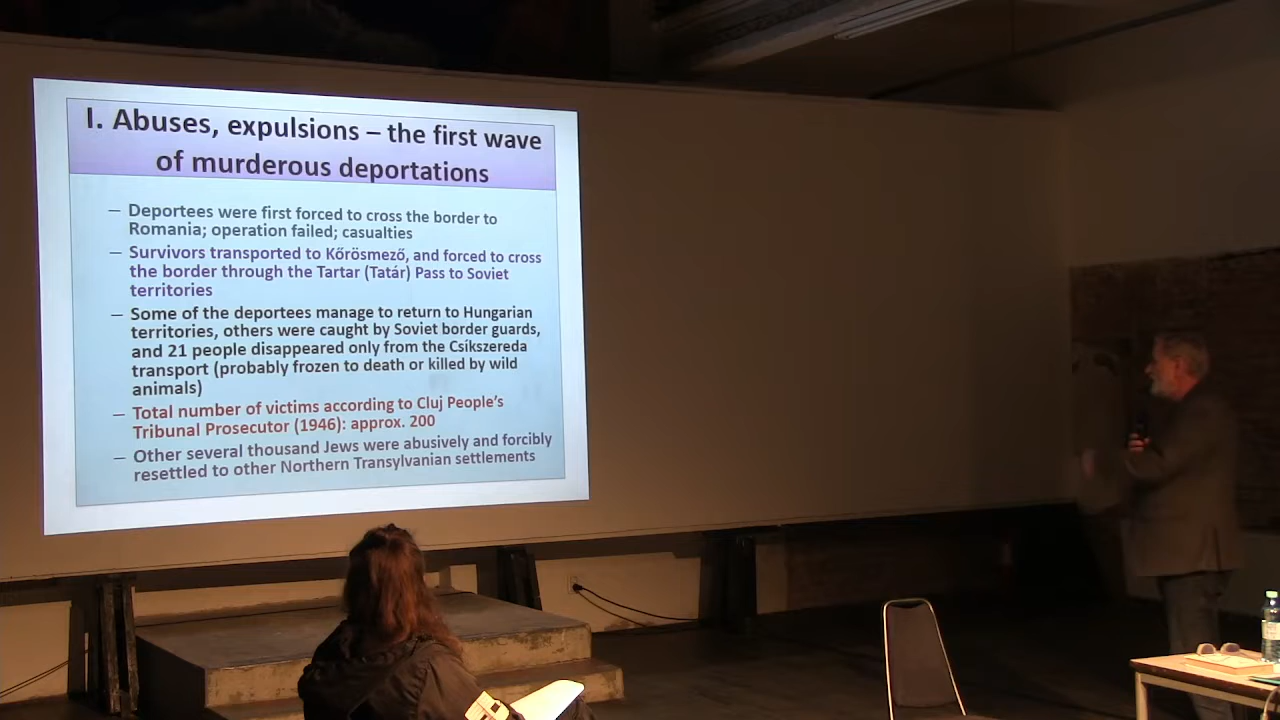 I. Abuses, expulsions – the first wave
of murderous deportations
– Deportees were first forced to cross the border to
Romania; operation failed; casualties
– Survivors transported to Kőrösmező, and forced to cross
the border through the Tartar (Tatár) Pass to Soviet
territories
– Some of the deportees manage to return to Hungarian
territories, others were caught by Soviet border guards,
and 21 people disappeared only from the Csíkszereda
transport (probably frozen to death or killed by wild
animals)
– Total number of victims according to Cluj People's
Tribunal Prosecutor (1946): approx. 200
– Other several thousand Jews were abusively and forcibly
resettled to other Northern Transylvanian settlements